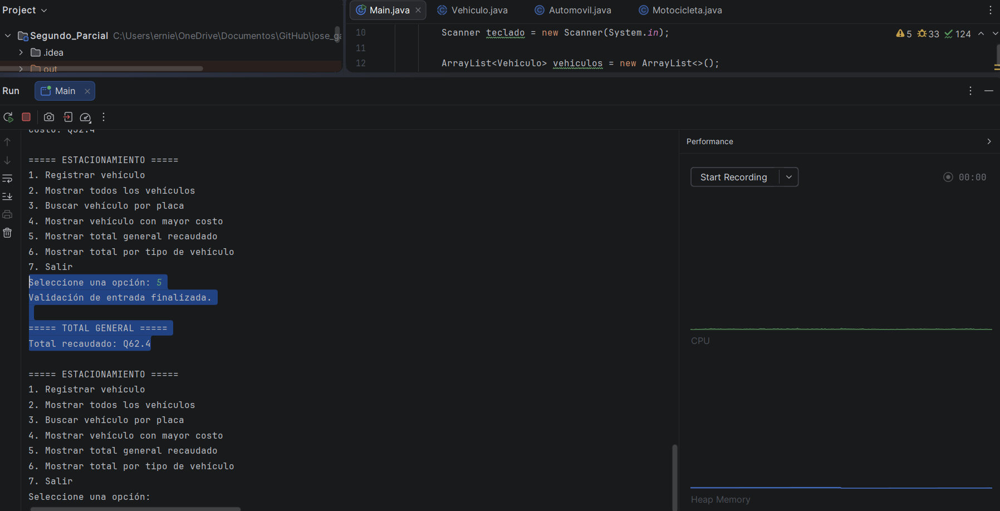 Project
Main.java
Vehiculo.java
Automovil.java
Motocicleta.java
Segundo_Parcial C:\Users\ernie\OneDrive\Documentos\GitHub\jose_ga
.idea
out
10 Scanner teclado = new Scanner(System.in);
11
12 ArrayList<Vehiculo> vehiculos = new ArrayList<>();
5 33 124
Run Main
Costo: Q32.4
===== ESTACIONAMIENTO =====
1. Registrar vehículo
2. Mostrar todos los vehículos
3. Buscar vehículo por placa
4. Mostrar vehículo con mayor costo
5. Mostrar total general recaudado
6. Mostrar total por tipo de vehículo
7. Salir
Seleccione una opción: 5
Validación de entrada finalizada.
===== TOTAL GENERAL =====
Total recaudado: Q62.4
===== ESTACIONAMIENTO =====
1. Registrar vehículo
2. Mostrar todos los vehículos
3. Buscar vehículo por placa
4. Mostrar vehículo con mayor costo
5. Mostrar total general recaudado
6. Mostrar total por tipo de vehículo
7. Salir
Seleccione una opción:
Performance
Start Recording
00:00
CPU
Heap Memory